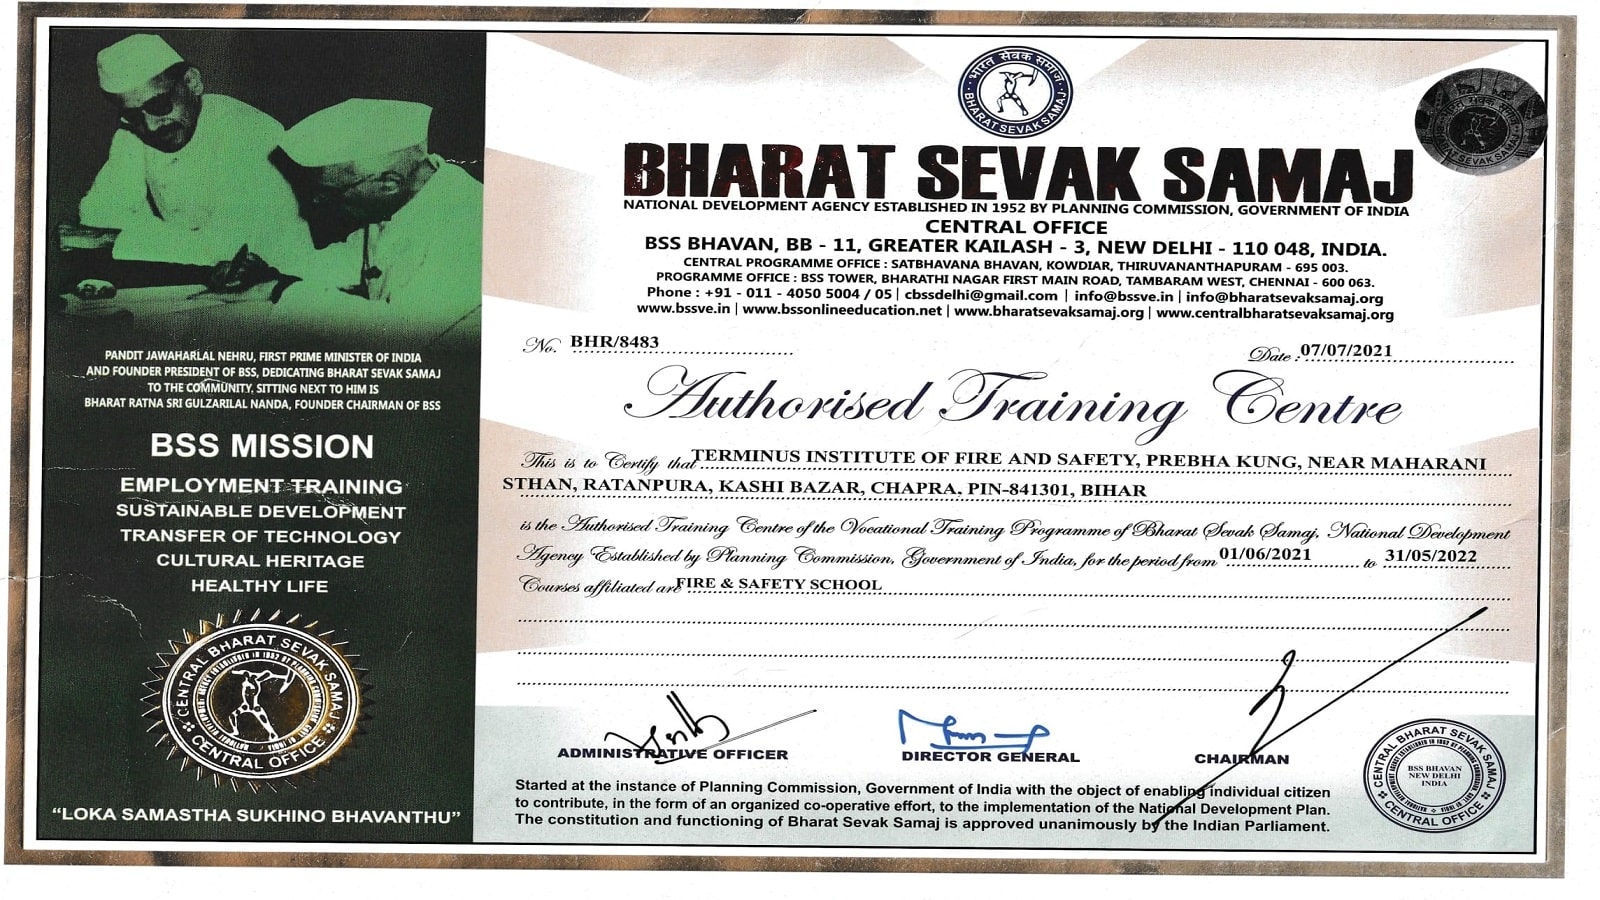 PANDIT JAWAHARLAL NEHRU, FIRST PRIME MINISTER OF INDIA
AND FOUNDER PRESIDENT OF BSS, DEDICATING BHARAT SEVAK SAMAJ
TO THE COMMUNITY. SITTING NEXT TO HIM IS
BHARAT RATNA SRI GULZARILAL NANDA, FOUNDER CHAIRMAN OF BSS
BSS MISSION
EMPLOYMENT TRAINING
SUSTAINABLE DEVELOPMENT
TRANSFER OF TECHNOLOGY
CULTURAL HERITAGE
HEALTHY LIFE
CENTRAL BHARAT SEVAK SAMAJ
CENTRAL OFFICE
“LOKA SAMASTHA SUKHINO BHAVANTHU”
भारत सेवक समाज
BHARAT SEVAK SAMAJ
BHARAT SEVAK SAMAJ
NATIONAL DEVELOPMENT AGENCY ESTABLISHED IN 1952 BY PLANNING COMMISSION, GOVERNMENT OF INDIA
CENTRAL OFFICE
BSS BHAVAN, BB - 11, GREATER KAILASH - 3, NEW DELHI - 110 048, INDIA.
CENTRAL PROGRAMME OFFICE : SATBHAVANA BHAVAN, KOWDIAR, THIRUVANANTHAPURAM - 695 003.
PROGRAMME OFFICE : BSS TOWER, BHARATHI NAGAR FIRST MAIN ROAD, TAMBARAM WEST, CHENNAI - 600 063.
Phone : +91 - 011 - 4050 5004 / 05 | cbssdelhi@gmail.com | info@bssve.in | info@bharatsevaksamaj.org
www.bssve.in | www.bssonlineeducation.net | www.bharatsevaksamaj.org | www.centralbharatsevaksamaj.org
No. BHR/8483
Date : 07/07/2021
Authorised Training Centre
This is to Certify that TERMINUS INSTITUTE OF FIRE AND SAFETY, PREBHA KUNG, NEAR MAHARANI
STHAN, RATANPURA, KASHI BAZAR, CHAPRA, PIN-841301, BIHAR
is the Authorised Training Centre of the Vocational Training Programme of Bharat Sevak Samaj, National Development
Agency Established by Planning Commission, Government of India, for the period from 01/06/2021 to 31/05/2022
Courses affiliated are FIRE & SAFETY SCHOOL
ADMINISTRATIVE OFFICER
DIRECTOR GENERAL
CHAIRMAN
Started at the instance of Planning Commission, Government of India with the object of enabling individual citizen
to contribute, in the form of an organized co-operative effort, to the implementation of the National Development Plan.
The constitution and functioning of Bharat Sevak Samaj is approved unanimously by the Indian Parliament.
CENTRAL BHARAT SEVAK SAMAJ
BSS BHAVAN
NEW DELHI
INDIA
CENTRAL OFFICE